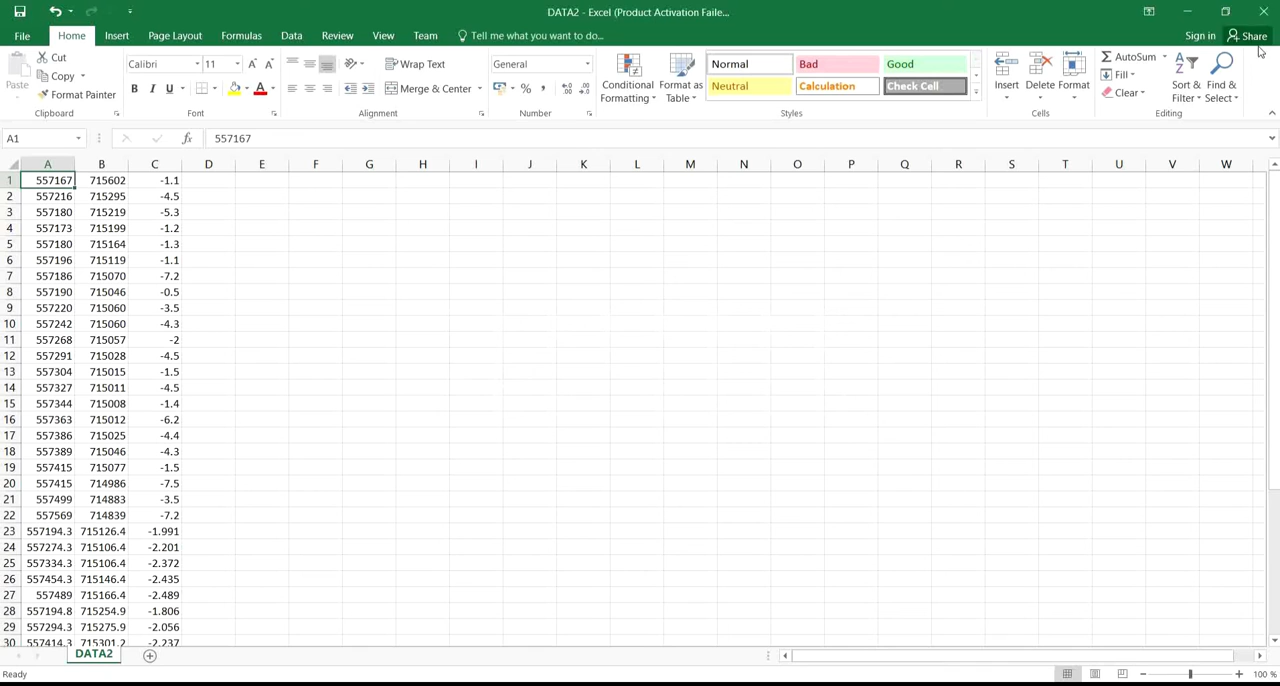 DATA2 - Excel (Product Activation Faile...
File Home Insert Page Layout Formulas Data Review View Team Tell me what you want to do... Sign in Share
Paste
Cut
Copy
Format Painter
Clipboard
Calibri 11
B I U
Font
Wrap Text
Merge & Center
Alignment
General
%
Number
Conditional Formatting
Format as Table
Normal Bad Good
Neutral Calculation Check Cell
Styles
Insert Delete Format
Cells
AutoSum
Fill
Clear
Sort & Filter
Find & Select
Editing
A1 fx 557167
A B C D E F G H I J K L M N O P Q R S T U V W
1 557167 715602 -1.1
2 557216 715295 -4.5
3 557180 715219 -5.3
4 557173 715199 -1.2
5 557180 715164 -1.3
6 557196 715119 -1.1
7 557186 715070 -7.2
8 557190 715046 -0.5
9 557220 715060 -3.5
10 557242 715060 -4.3
11 557268 715057 -2
12 557291 715028 -4.5
13 557304 715015 -1.5
14 557327 715011 -4.5
15 557344 715008 -1.4
16 557363 715012 -6.2
17 557386 715025 -4.4
18 557389 715046 -4.3
19 557415 715077 -1.5
20 557415 714986 -7.5
21 557499 714883 -3.5
22 557569 714839 -7.2
23 557194.3 715126.4 -1.991
24 557274.3 715106.4 -2.201
25 557334.3 715106.4 -2.372
26 557454.3 715146.4 -2.435
27 557489 715166.4 -2.489
28 557194.8 715254.9 -1.806
29 557294.3 715275.9 -2.056
30 557414.3 715301.2 -2.237
DATA2
Ready 100 %